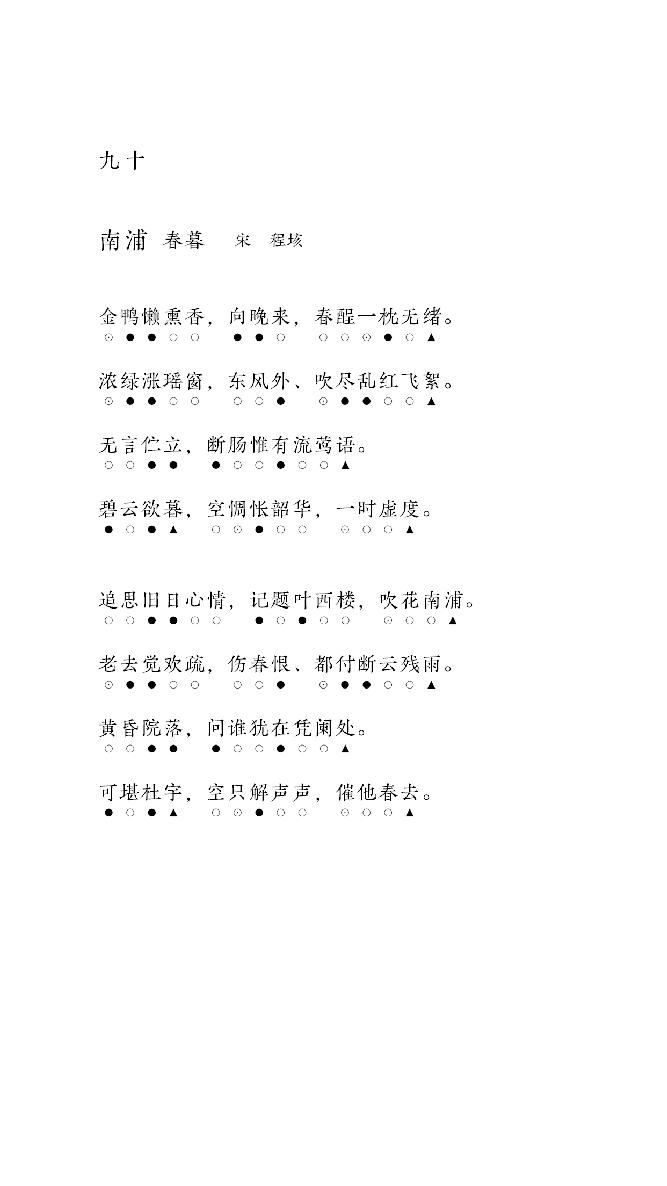 九十
南浦 春暮 宋 程垓
金鸭懒熏香，向晚来，春酲一枕无绪。
⊙●●○○ ●●○ ○○⊙●○▲
浓绿涨瑶窗，东风外、吹尽乱红飞絮。
⊙●●○○ ○○● ⊙●●○○▲
无言伫立，断肠惟有流莺语。
○○●● ●○○●○○▲
碧云欲暮，空惆怅韶华，一时虚度。
●○●▲ ○⊙●○○ ⊙○○▲
追思旧日心情，记题叶西楼，吹花南浦。
○○●●○○ ●○●○○ ⊙○○▲
老去觉欢疏，伤春恨、都付断云残雨。
⊙●●○○ ○○● ⊙●●○○▲
黄昏院落，问谁犹在凭阑处。
○○●● ●○○●○○▲
可堪杜宇，空只解声声，催他春去。
●○●▲ ○⊙●○○ ⊙○○▲